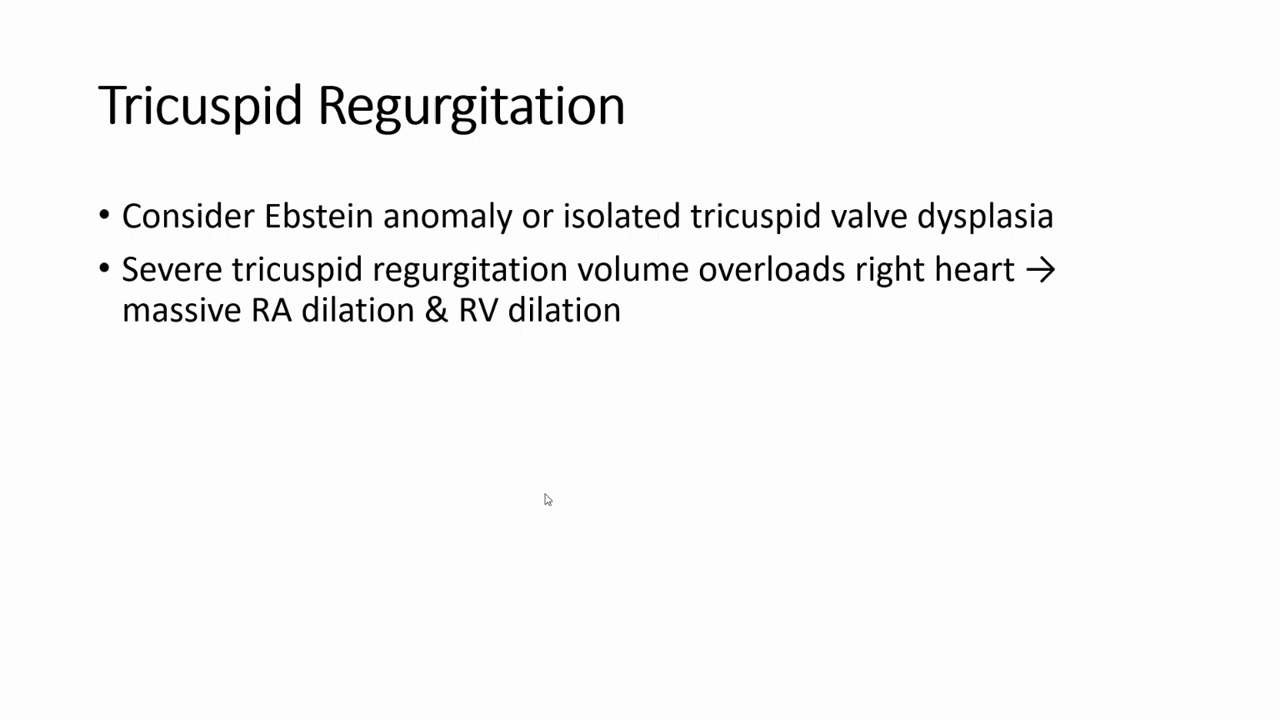 Tricuspid Regurgitation
• Consider Ebstein anomaly or isolated tricuspid valve dysplasia
• Severe tricuspid regurgitation volume overloads right heart →
massive RA dilation & RV dilation